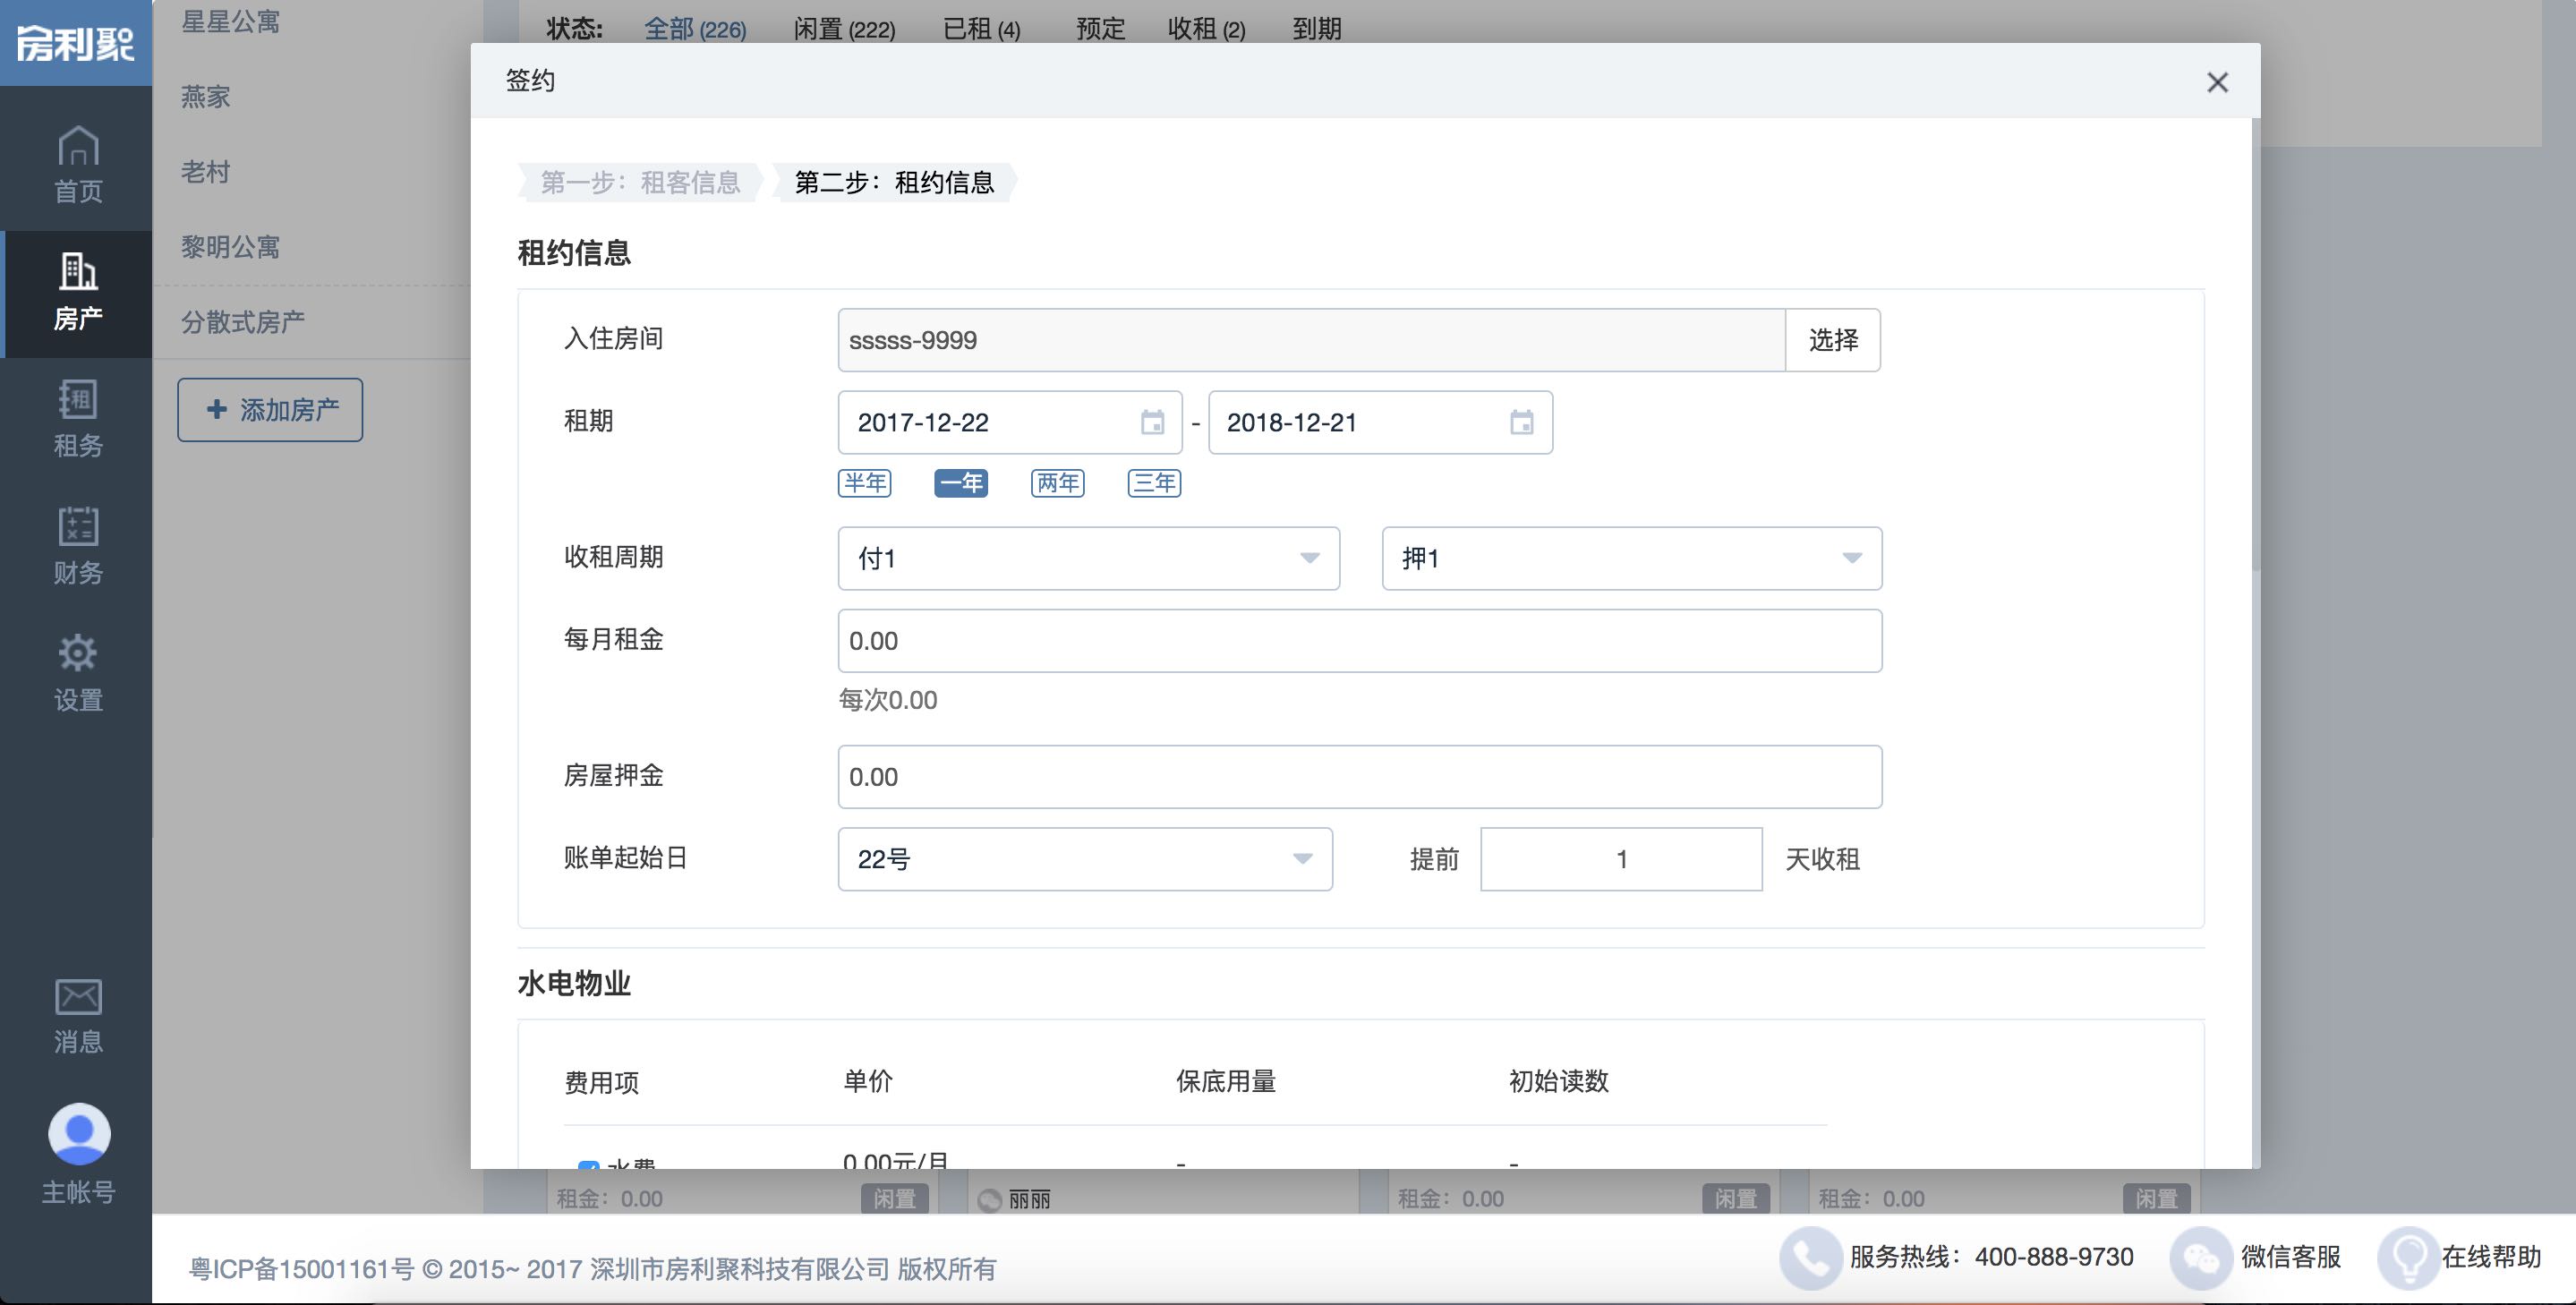 房利聚
首页
房产
租务
财务
设置
消息
主帐号
星星公寓
燕家
老村
黎明公寓
分散式房产
添加房产
状态: 全部 (226) 闲置 (222) 已租 (4) 预定 收租 (2) 到期
签约
第一步：租客信息 第二步：租约信息
租约信息
入住房间 sssss-9999 选择
租期 2017-12-22 - 2018-12-21
半年 一年 两年 三年
收租周期 付1 押1
每月租金 0.00
每次0.00
房屋押金 0.00
账单起始日 22号 提前 1 天收租
水电物业
费用项 单价 保底用量 初始读数
水费 0.00元/月 - -
租金：0.00 闲置 丽丽 租金：0.00 闲置 租金：0.00 闲置
粤ICP备15001161号 © 2015~ 2017 深圳市房利聚科技有限公司 版权所有
服务热线：400-888-9730 微信客服 在线帮助